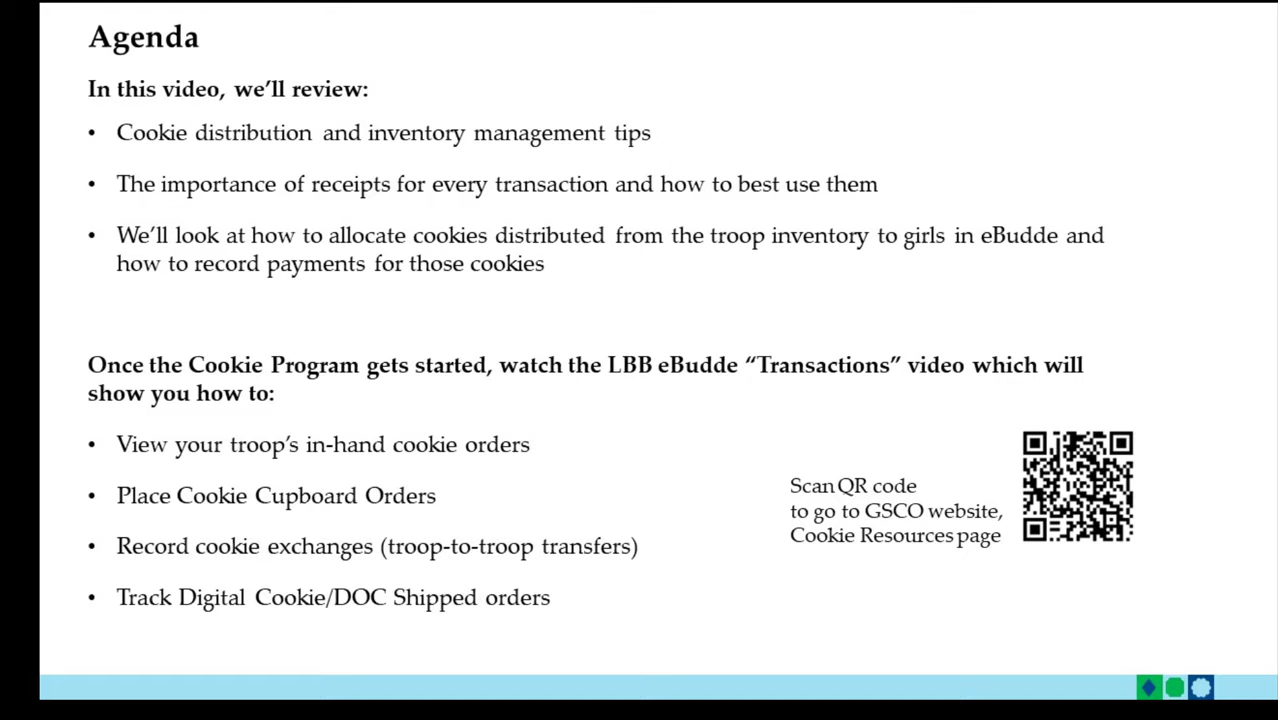 Agenda
In this video, we’ll review:
• Cookie distribution and inventory management tips
• The importance of receipts for every transaction and how to best use them
• We’ll look at how to allocate cookies distributed from the troop inventory to girls in eBudde and
how to record payments for those cookies
Once the Cookie Program gets started, watch the LBB eBudde “Transactions” video which will
show you how to:
• View your troop’s in-hand cookie orders
• Place Cookie Cupboard Orders
• Record cookie exchanges (troop-to-troop transfers)
• Track Digital Cookie/DOC Shipped orders
Scan QR code
to go to GSCO website,
Cookie Resources page